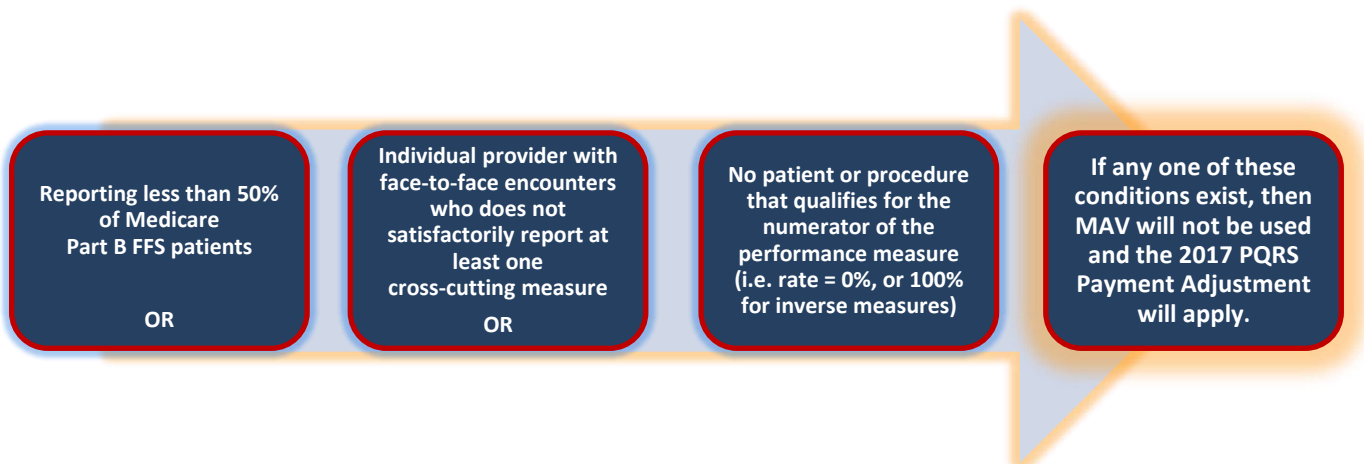 Reporting less than 50%
of Medicare
Part B FFS patients
OR
Individual provider with
face-to-face encounters
who does not
satisfactorily report at
least one
cross-cutting measure
OR
No patient or procedure
that qualifies for the
numerator of the
performance measure
(i.e. rate = 0%, or 100%
for inverse measures)
If any one of these
conditions exist, then
MAV will not be used
and the 2017 PQRS
Payment Adjustment
will apply.